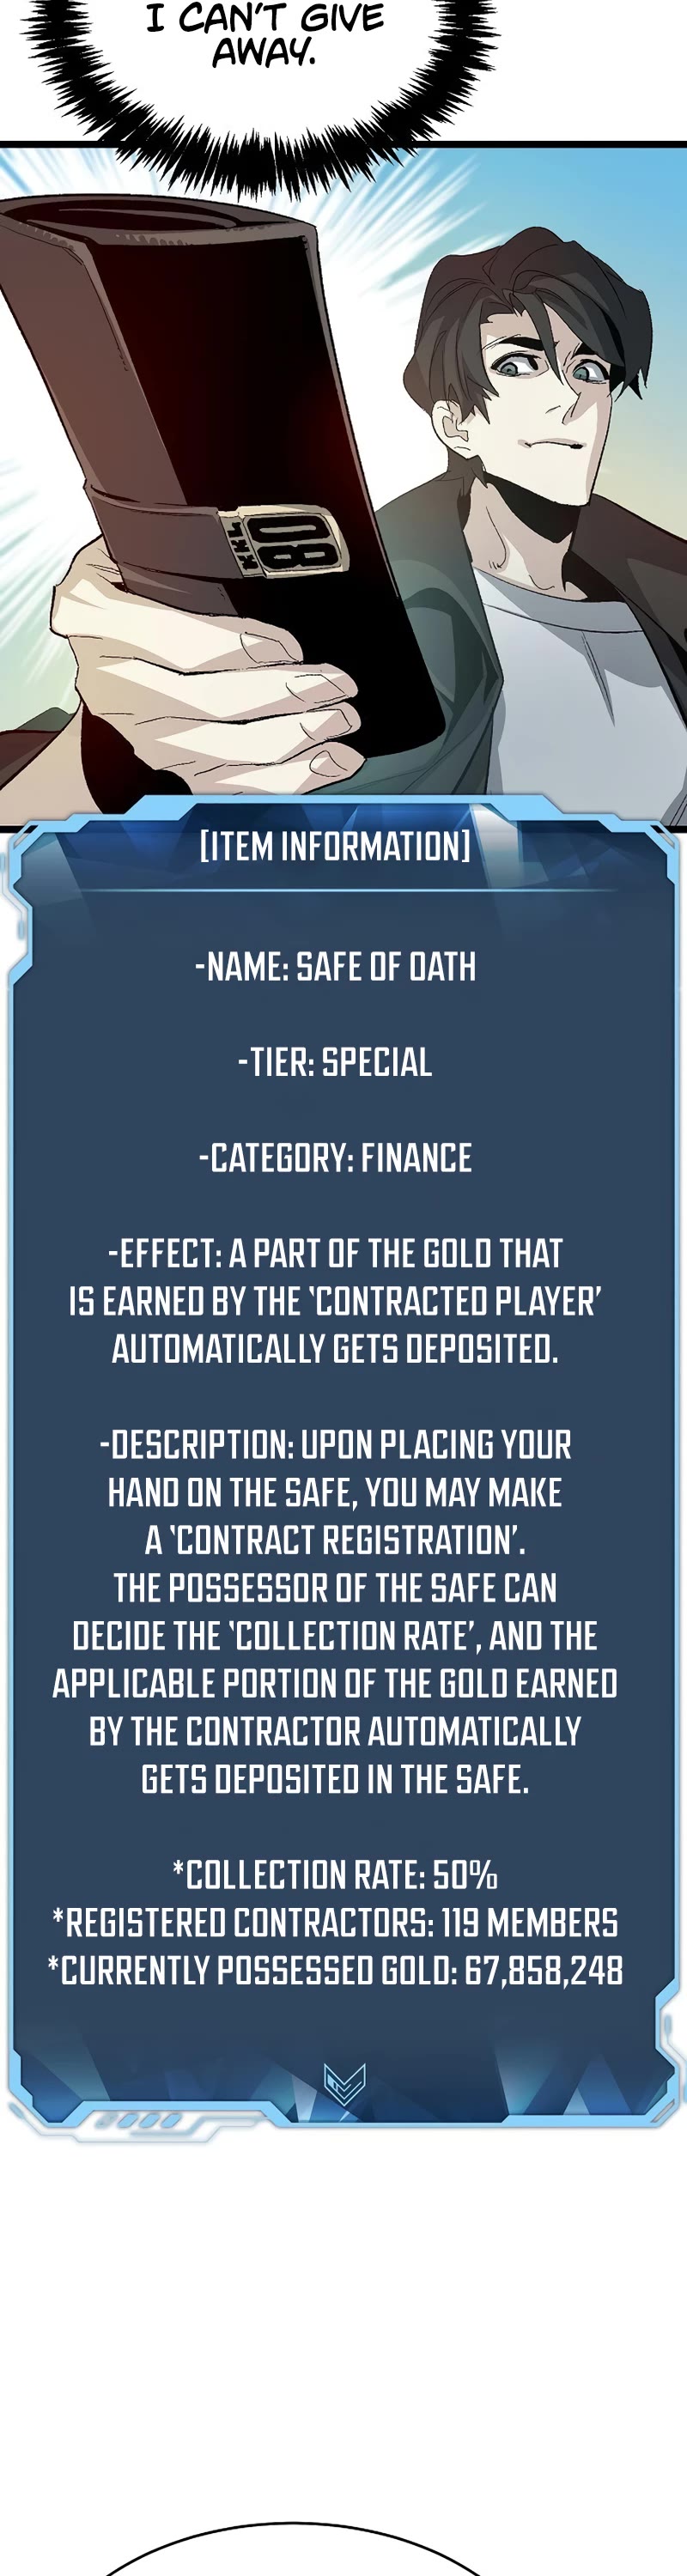 I CAN'T GIVE
AWAY.
[ITEM INFORMATION]
-NAME: SAFE OF OATH
-TIER: SPECIAL
-CATEGORY: FINANCE
-EFFECT: A PART OF THE GOLD THAT
IS EARNED BY THE 'CONTRACTED PLAYER'
AUTOMATICALLY GETS DEPOSITED.
-DESCRIPTION: UPON PLACING YOUR
HAND ON THE SAFE, YOU MAY MAKE
A 'CONTRACT REGISTRATION'.
THE POSSESSOR OF THE SAFE CAN
DECIDE THE 'COLLECTION RATE', AND THE
APPLICABLE PORTION OF THE GOLD EARNED
BY THE CONTRACTOR AUTOMATICALLY
GETS DEPOSITED IN THE SAFE.
*COLLECTION RATE: 50%
*REGISTERED CONTRACTORS: 119 MEMBERS
*CURRENTLY POSSESSED GOLD: 67,858,248